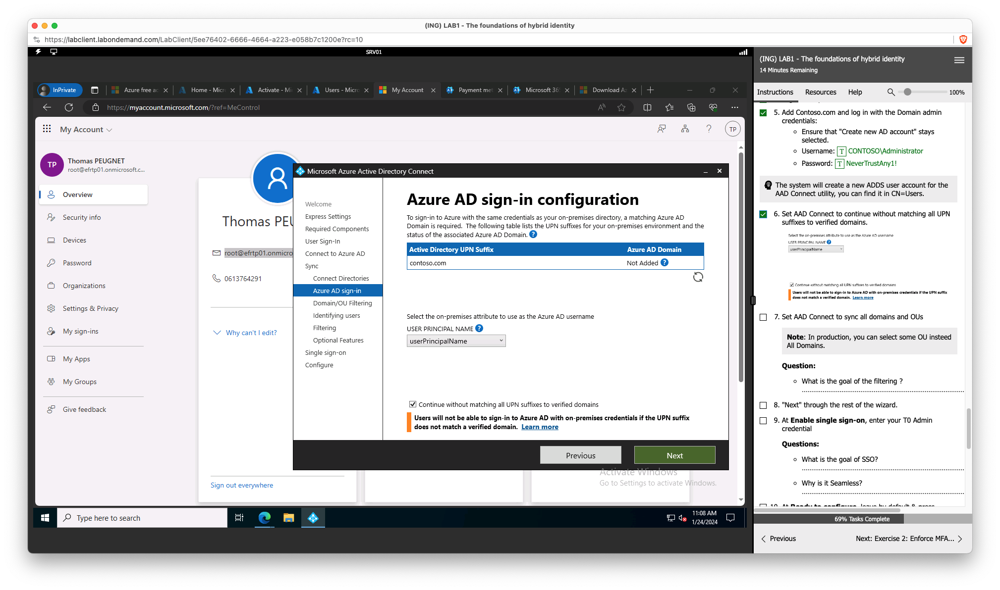 (ING) LAB1 - The foundations of hybrid identity
https://labclient.labondemand.com/LabClient/5ee76402-6666-4664-a223-e058b7c1200e?rc=10
SRV01
InPrivate
Azure free ac
Home - Micr
Activate - Mi
Users - Micro
My Account
Payment met
Microsoft 36
Download Az
https://myaccount.microsoft.com/?ref=MeControl
My Account
TP
TP
Thomas PEUGNET
root@efrtp01.onmicrosoft.c...
Overview
Security info
Devices
Password
Organizations
Settings & Privacy
My sign-ins
My Apps
My Groups
Give feedback
Thomas PEU
root@efrtp01.onmicro
0613764291
Why can't I edit?
Sign out everywhere
Microsoft Azure Active Directory Connect
Welcome
Express Settings
Required Components
User Sign-In
Connect to Azure AD
Sync
Connect Directories
Azure AD sign-in
Domain/OU Filtering
Identifying users
Filtering
Optional Features
Single sign-on
Configure
Azure AD sign-in configuration
To sign-in to Azure with the same credentials as your on-premises directory, a matching Azure AD
Domain is required. The following table lists the UPN suffixes for your on-premises environment and the
status of the associated Azure AD Domain. ?
Active Directory UPN Suffix Azure AD Domain
contoso.com Not Added ?
Select the on-premises attribute to use as the Azure AD username
USER PRINCIPAL NAME ?
userPrincipalName
Continue without matching all UPN suffixes to verified domains
Users will not be able to sign-in to Azure AD with on-premises credentials if the UPN suffix
does not match a verified domain. Learn more
Previous
Next
Activate Windows
Go to Settings to activate Windows.
Type here to search
11:08 AM
1/24/2024
(ING) LAB1 - The foundations of hybrid identity
14 Minutes Remaining
Instructions Resources Help
100%
5. Add Contoso.com and log in with the Domain admin
credentials:
Ensure that "Create new AD account" stays
selected.
Username: T CONTOSO\Administrator
Password: T NeverTrustAny1!
The system will create a new ADDS user account for the
AAD Connect utility, you can find it in CN=Users.
6. Set AAD Connect to continue without matching all UPN
suffixes to verified domains.
Select the on-premises attribute to use as the Azure AD username
USER PRINCIPAL NAME ?
userPrincipalName
Continue without matching all UPN suffixes to verified domains
Users will not be able to sign-in to Azure AD with on-premises credentials if the UPN suffix
does not match a verified domain. Learn more
7. Set AAD Connect to sync all domains and OUs
Note: In production, you can select some OU insteed
All Domains.
Question:
What is the goal of the filtering ?
8. "Next" through the rest of the wizard.
9. At Enable single sign-on, enter your T0 Admin
credential
Questions:
What is the goal of SSO?
Why is it Seamless?
10. At Ready to configure, leave by default & press
69% Tasks Complete
Previous
Next: Exercise 2: Enforce MFA...